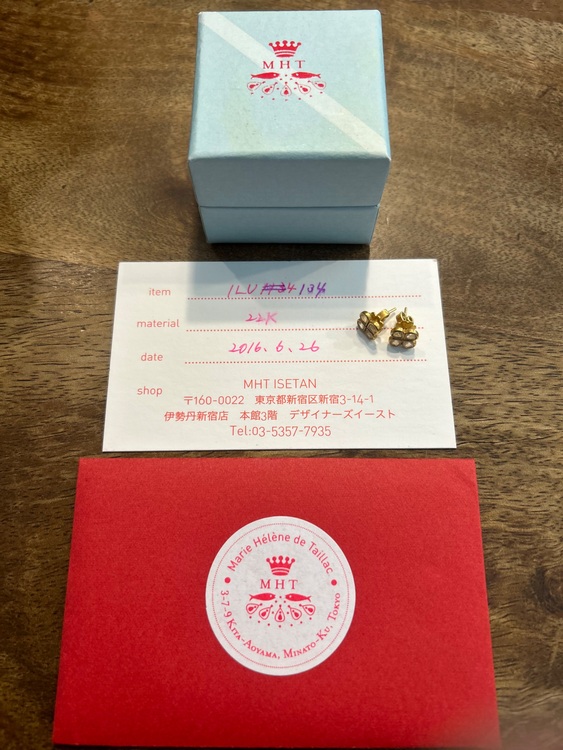 MHT
item 1LU 104
material 22K
date 2016.6.26
shop MHT ISETAN
〒160-0022 東京都新宿区新宿3-14-1
伊勢丹新宿店 本館3階 デザイナーズイースト
Tel:03-5357-7935
Marie Hélène de Taillac
MHT
3-7-9 KITA-AOYAMA, MINATO-KU, TOKYO